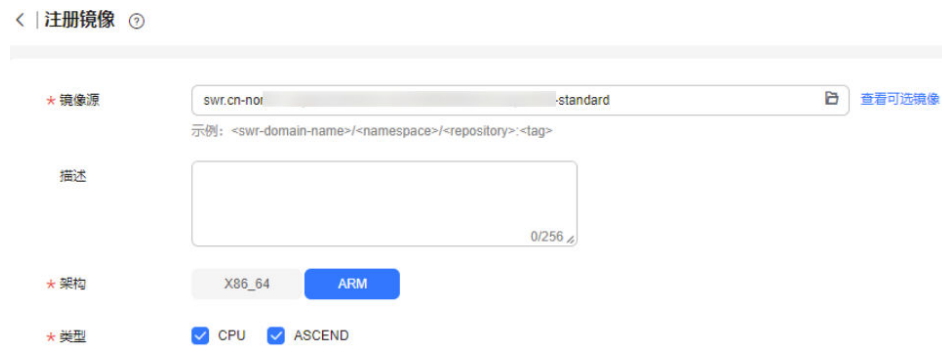 注册镜像
* 镜像源 swr.cn-nor -standard 查看可选镜像
示例：<swr-domain-name>/<namespace>/<repository>:<tag>
描述
0/256
* 架构 X86_64 ARM
* 类型 CPU ASCEND